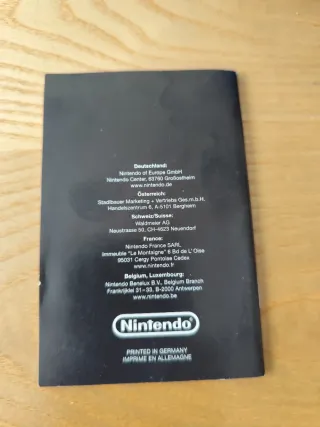 Deutschland:
Nintendo of Europe GmbH
Nintendo Center, 63760 Großostheim
www.nintendo.de
Österreich:
Stadlbauer Marketing + Vertriebs Ges.m.b.H.
Handelszentrum 6, A-5101 Bergheim
Schweiz/Suisse:
Waldmeier AG
Neustrasse 50, CH-4623 Neuendorf
France:
Nintendo France SARL
Immeuble "Le Montaigne" 6 Bd de L' Oise
95031 Cergy Pontoise Cedex
www.nintendo.fr
Belgium, Luxembourg:
Nintendo Benelux B.V., Belgium Branch
Frankrijklei 31-33, B-2000 Antwerpen
www.nintendo.be
Nintendo
PRINTED IN GERMANY
IMPRIMÉ EN ALLEMAGNE